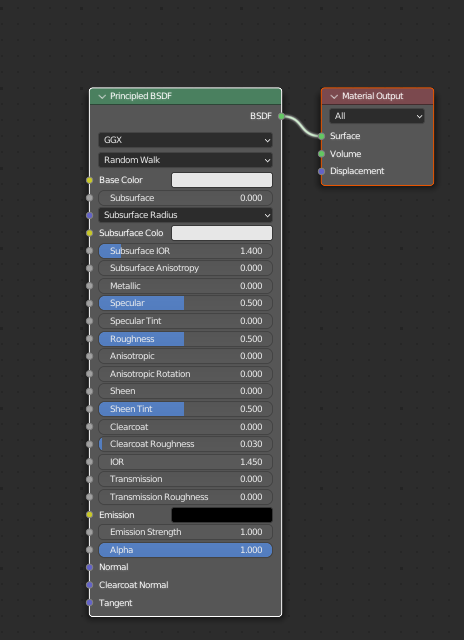 Principled BSDF
Material Output
BSDF
All
GGX
Surface
Random Walk
Volume
Base Color
Displacement
Subsurface 0.000
Subsurface Radius
Subsurface Colo
Subsurface IOR 1.400
Subsurface Anisotropy 0.000
Metallic 0.000
Specular 0.500
Specular Tint 0.000
Roughness 0.500
Anisotropic 0.000
Anisotropic Rotation 0.000
Sheen 0.000
Sheen Tint 0.500
Clearcoat 0.000
Clearcoat Roughness 0.030
IOR 1.450
Transmission 0.000
Transmission Roughness 0.000
Emission
Emission Strength 1.000
Alpha 1.000
Normal
Clearcoat Normal
Tangent